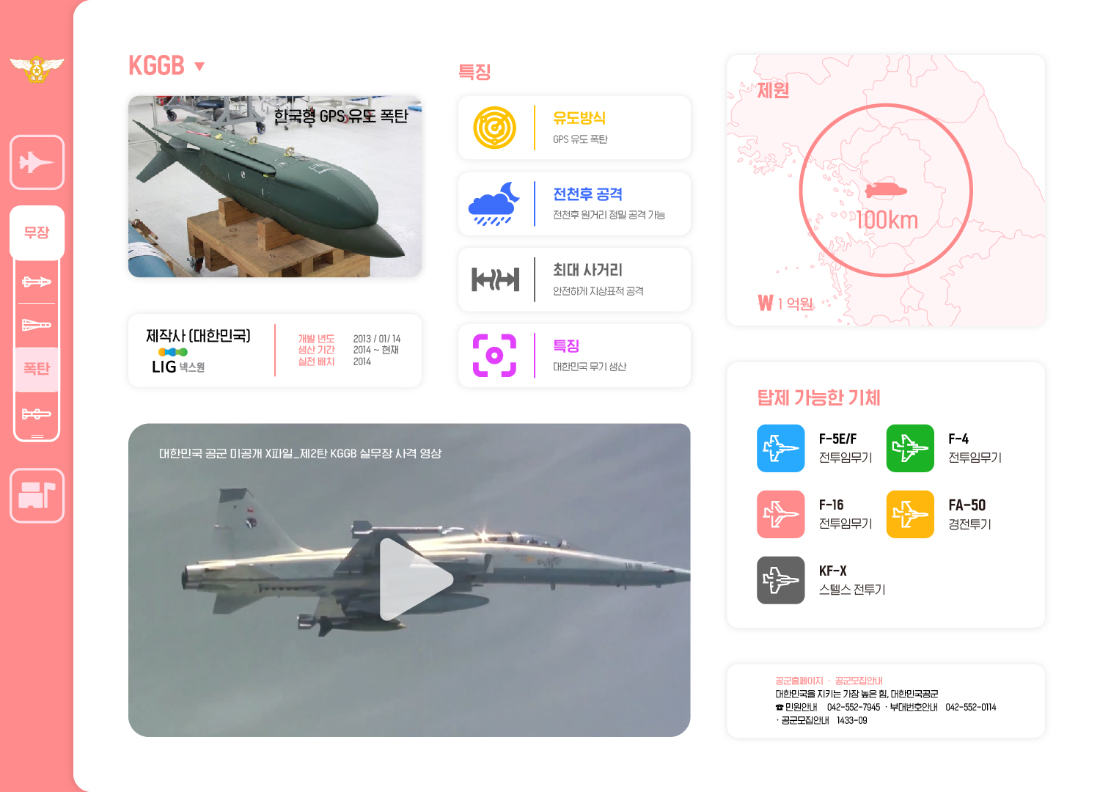 KGGB ▼
한국형 GPS 유도 폭탄
무장
폭탄
제작사 (대한민국)
LIG 넥스원
개발 년도 2013 / 01/ 14
생산 기간 2014 ~ 현재
실전 배치 2014
특징
유도방식
GPS 유도 폭탄
전천후 공격
전천후 원거리 정밀 공격 가능
최대 사거리
안전하게 지상표적 공격
특징
대한민국 무기 생산
제원
100km
₩ 1 억원
대한민국 공군 미공개 X파일_제2탄 KGGB 실무장 사격 영상
탑제 가능한 기체
F-5E/F
전투임무기
F-4
전투임무기
F-16
전투임무기
FA-50
경전투기
KF-X
스텔스 전투기
공군홈페이지 · 공군모집안내
대한민국을 지키는 가장 높은 힘, 대한민국공군
☎ 민원안내 042-552-7945 · 부대번호안내 042-552-0114
· 공군모집안내 1433-09